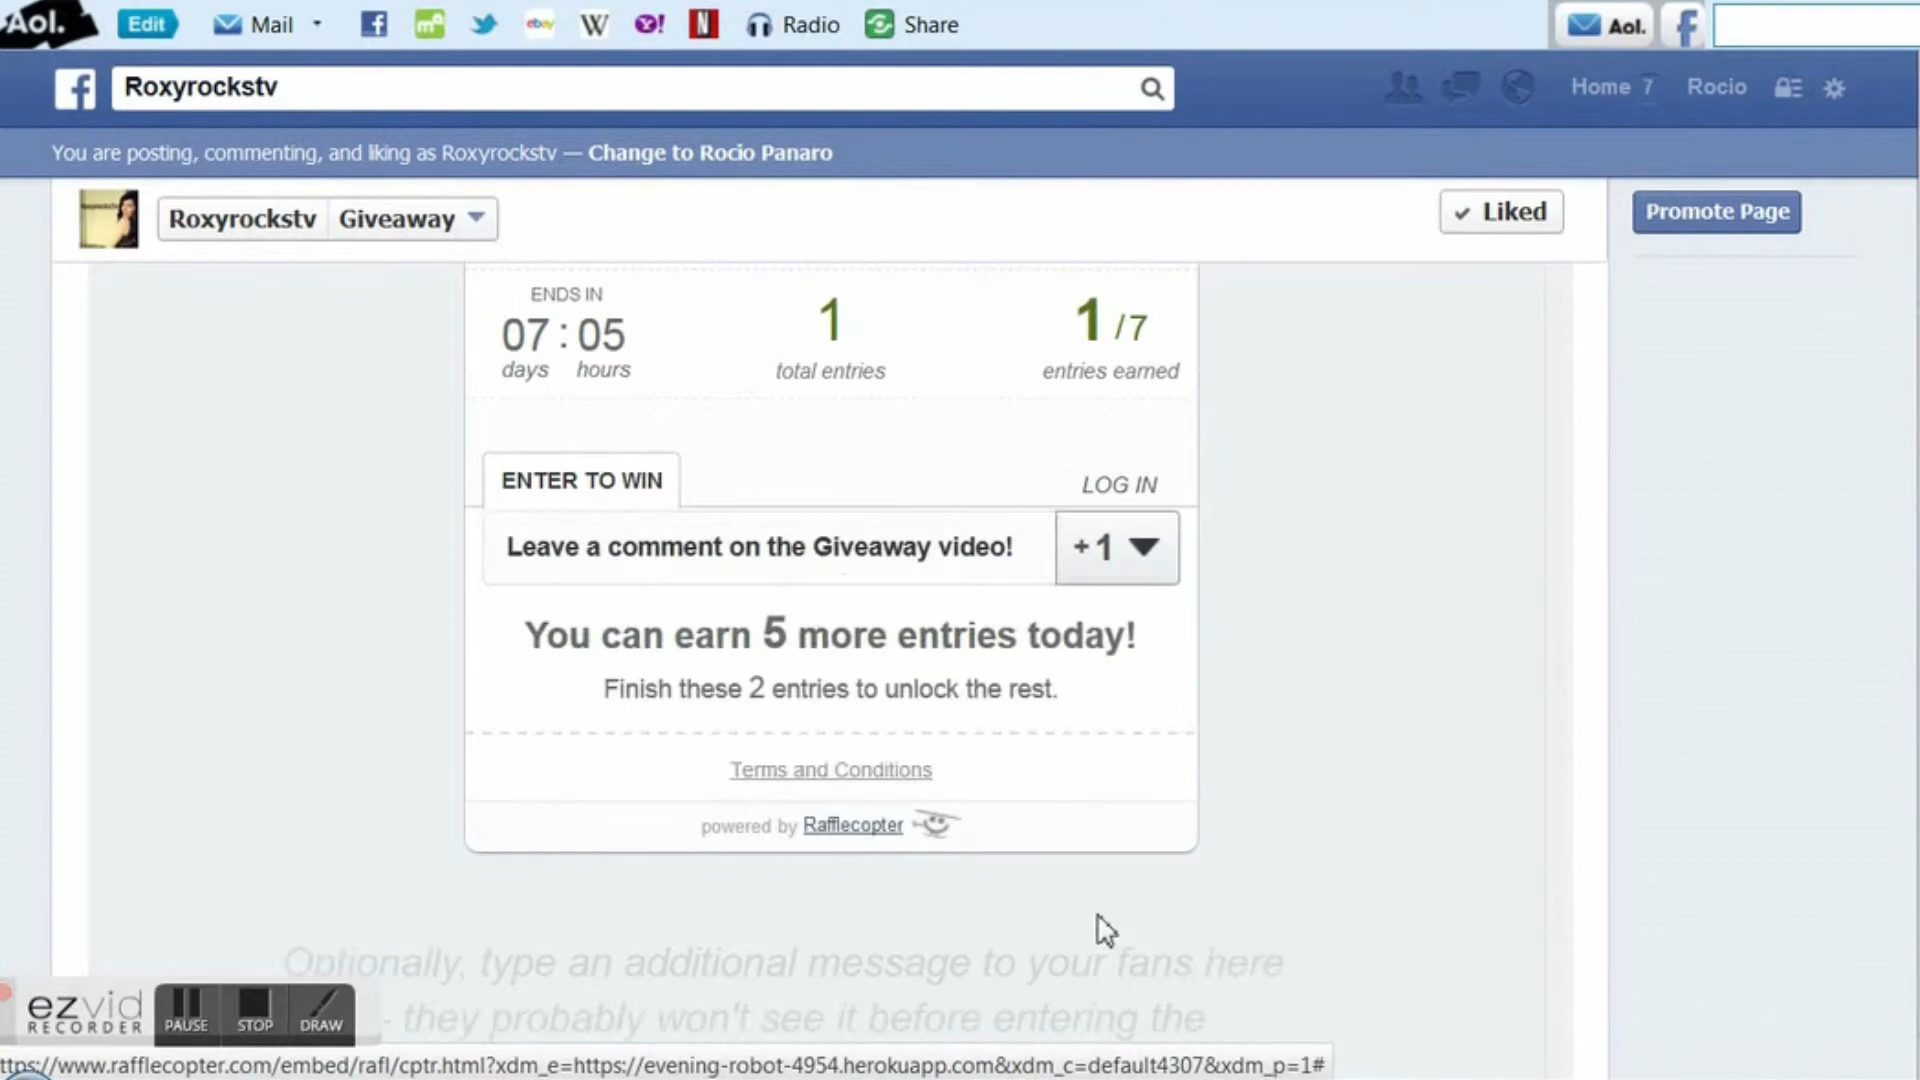 Aol. Edit Mail f m ebay W Y! N Radio Share Aol. f
f Roxyrockstv Home 7 Rocio
You are posting, commenting, and liking as Roxyrockstv — Change to Rocio Panaro
Roxyrockstv Giveaway Liked Promote Page
ENDS IN
07 : 05 1 1 /7
days hours total entries entries earned
ENTER TO WIN LOG IN
Leave a comment on the Giveaway video! +1
You can earn 5 more entries today!
Finish these 2 entries to unlock the rest.
Terms and Conditions
powered by Rafflecopter
Optionally, type an additional message to your fans here
- they probably won't see it before entering the
ezvid
RECORDER PAUSE STOP DRAW
ttps://www.rafflecopter.com/embed/rafl/cptr.html?xdm_e=https://evening-robot-4954.herokuapp.com&xdm_c=default4307&xdm_p=1#